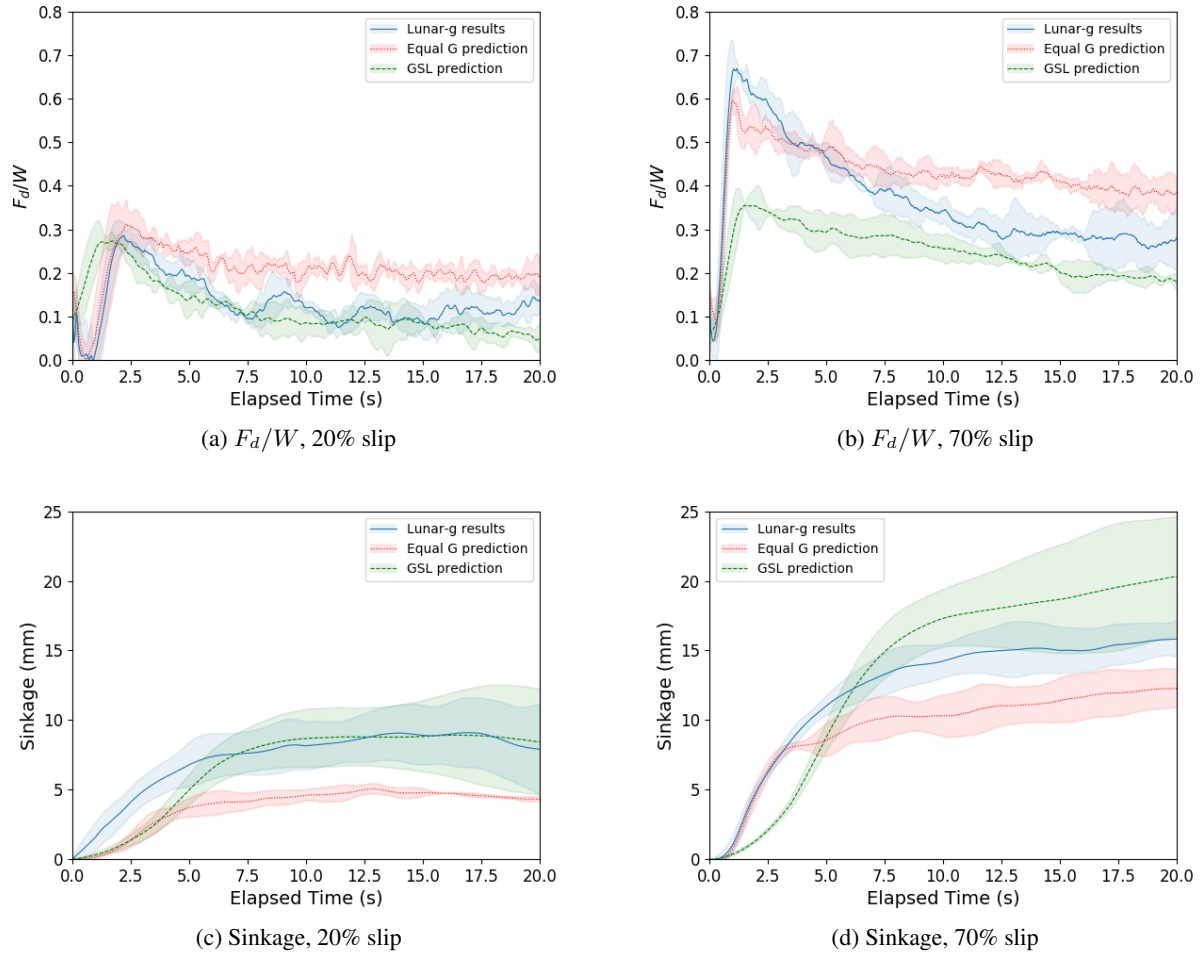 0.8
0.7
0.6
0.5
0.4
0.3
0.2
0.1
0.0
F_d/W
Lunar-g results
Equal G prediction
GSL prediction
0.0 2.5 5.0 7.5 10.0 12.5 15.0 17.5 20.0
Elapsed Time (s)
(a) F_d/W, 20% slip
0.8
0.7
0.6
0.5
0.4
0.3
0.2
0.1
0.0
F_d/W
Lunar-g results
Equal G prediction
GSL prediction
0.0 2.5 5.0 7.5 10.0 12.5 15.0 17.5 20.0
Elapsed Time (s)
(b) F_d/W, 70% slip
25
20
15
10
5
0
Sinkage (mm)
Lunar-g results
Equal G prediction
GSL prediction
0.0 2.5 5.0 7.5 10.0 12.5 15.0 17.5 20.0
Elapsed Time (s)
(c) Sinkage, 20% slip
25
20
15
10
5
0
Sinkage (mm)
Lunar-g results
Equal G prediction
GSL prediction
0.0 2.5 5.0 7.5 10.0 12.5 15.0 17.5 20.0
Elapsed Time (s)
(d) Sinkage, 70% slip